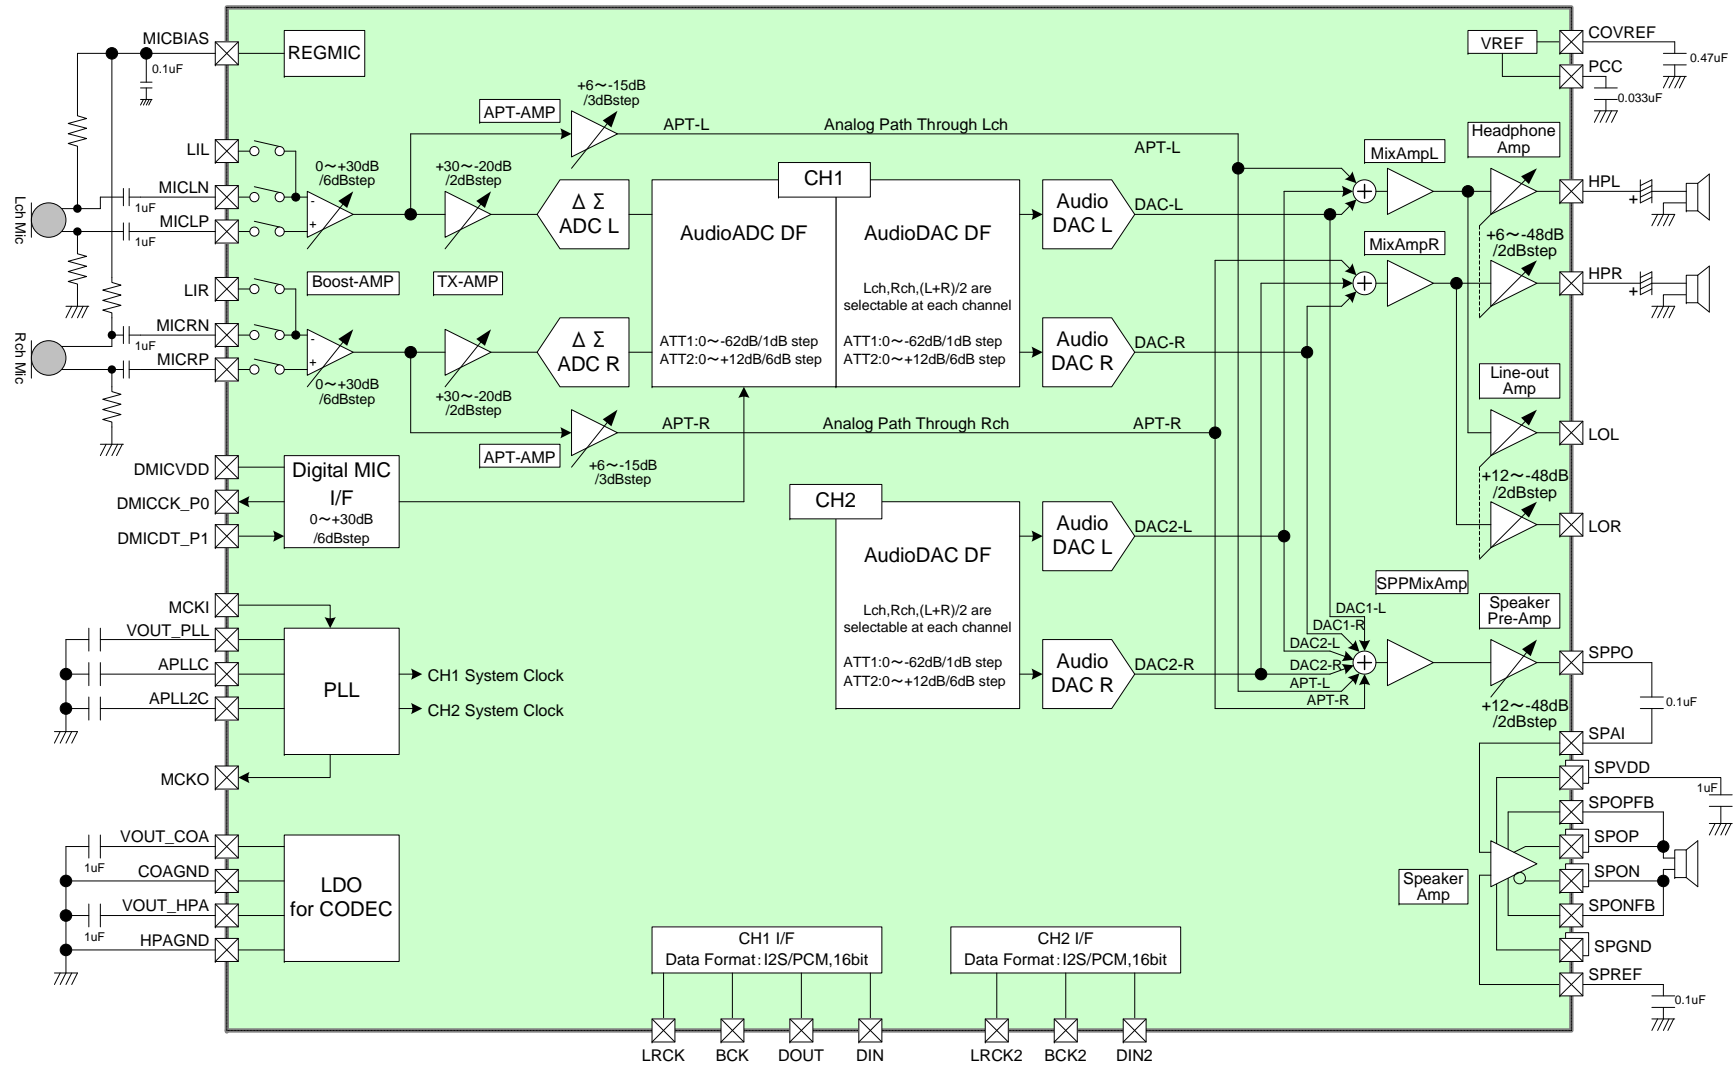 MICBIAS
0.1uF
REGMIC
VREF
COVREF
0.47uF
PCC
0.033uF
+6～-15dB
/3dBstep
APT-AMP
APT-L
Analog Path Through Lch
APT-L
Headphone
Amp
MixAmpL
LIL
MICLN
1uF
MICLP
1uF
Lch Mic
0～+30dB
/6dBstep
-
+
+30～-20dB
/2dBstep
Δ Σ
ADC L
CH1
AudioADC DF
AudioDAC DF
Audio
DAC L
DAC-L
HPL
+
MixAmpR
+6～-48dB
/2dBstep
HPR
+
LIR
Boost-AMP
TX-AMP
Lch,Rch,(L+R)/2 are
selectable at each channel
MICRN
1uF
MICRP
Rch Mic
-
+
0～+30dB
/6dBstep
+30～-20dB
/2dBstep
Δ Σ
ADC R
ATT1:0～-62dB/1dB step
ATT2:0～+12dB/6dB step
ATT1:0～-62dB/1dB step
ATT2:0～+12dB/6dB step
Audio
DAC R
DAC-R
Line-out
Amp
APT-R
Analog Path Through Rch
APT-R
LOL
APT-AMP
+6～-15dB
/3dBstep
DMICVDD
DMICCK_P0
DMICDT_P1
Digital MIC
I/F
0～+30dB
/6dBstep
+12～-48dB
/2dBstep
LOR
CH2
AudioDAC DF
Audio
DAC L
DAC2-L
Lch,Rch,(L+R)/2 are
selectable at each channel
ATT1:0～-62dB/1dB step
ATT2:0～+12dB/6dB step
Audio
DAC R
DAC2-R
SPPMixAmp
DAC1-L
DAC1-R
DAC2-L
DAC2-R
APT-L
APT-R
Speaker
Pre-Amp
SPPO
+12～-48dB
/2dBstep
0.1uF
MCKI
VOUT_PLL
APLLC
APLL2C
MCKO
PLL
CH1 System Clock
CH2 System Clock
SPAI
SPVDD
1uF
SPOPFB
SPOP
SPON
SPONFB
SPGND
SPREF
0.1uF
Speaker
Amp
VOUT_COA
1uF
COAGND
VOUT_HPA
1uF
HPAGND
LDO
for CODEC
CH1 I/F
Data Format:I2S/PCM,16bit
CH2 I/F
Data Format:I2S/PCM,16bit
LRCK
BCK
DOUT
DIN
LRCK2
BCK2
DIN2